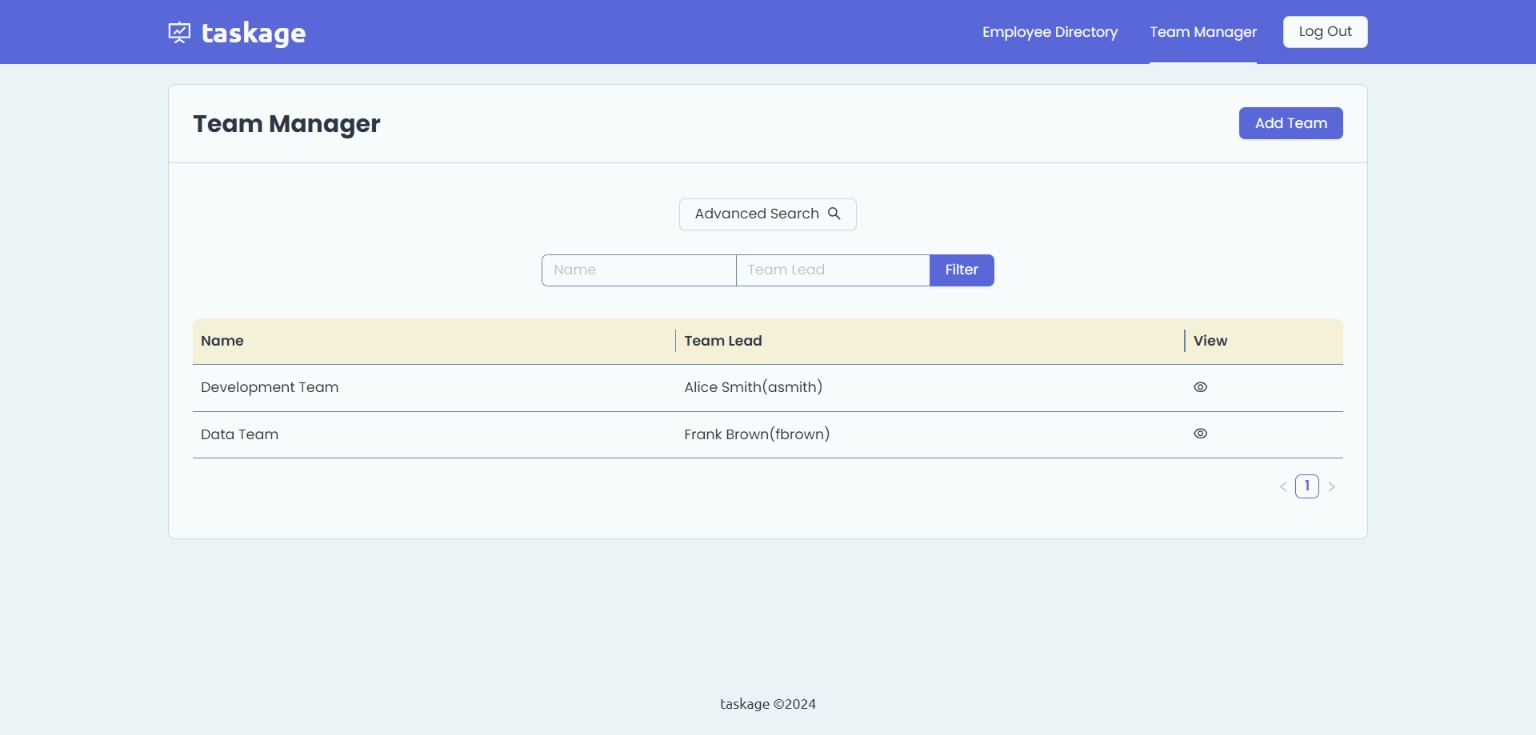 taskage Employee Directory Team Manager Log Out
Team Manager Add Team
Advanced Search
Name Team Lead Filter
Name Team Lead View
Development Team Alice Smith(asmith)
Data Team Frank Brown(fbrown)
< 1 >
taskage ©2024